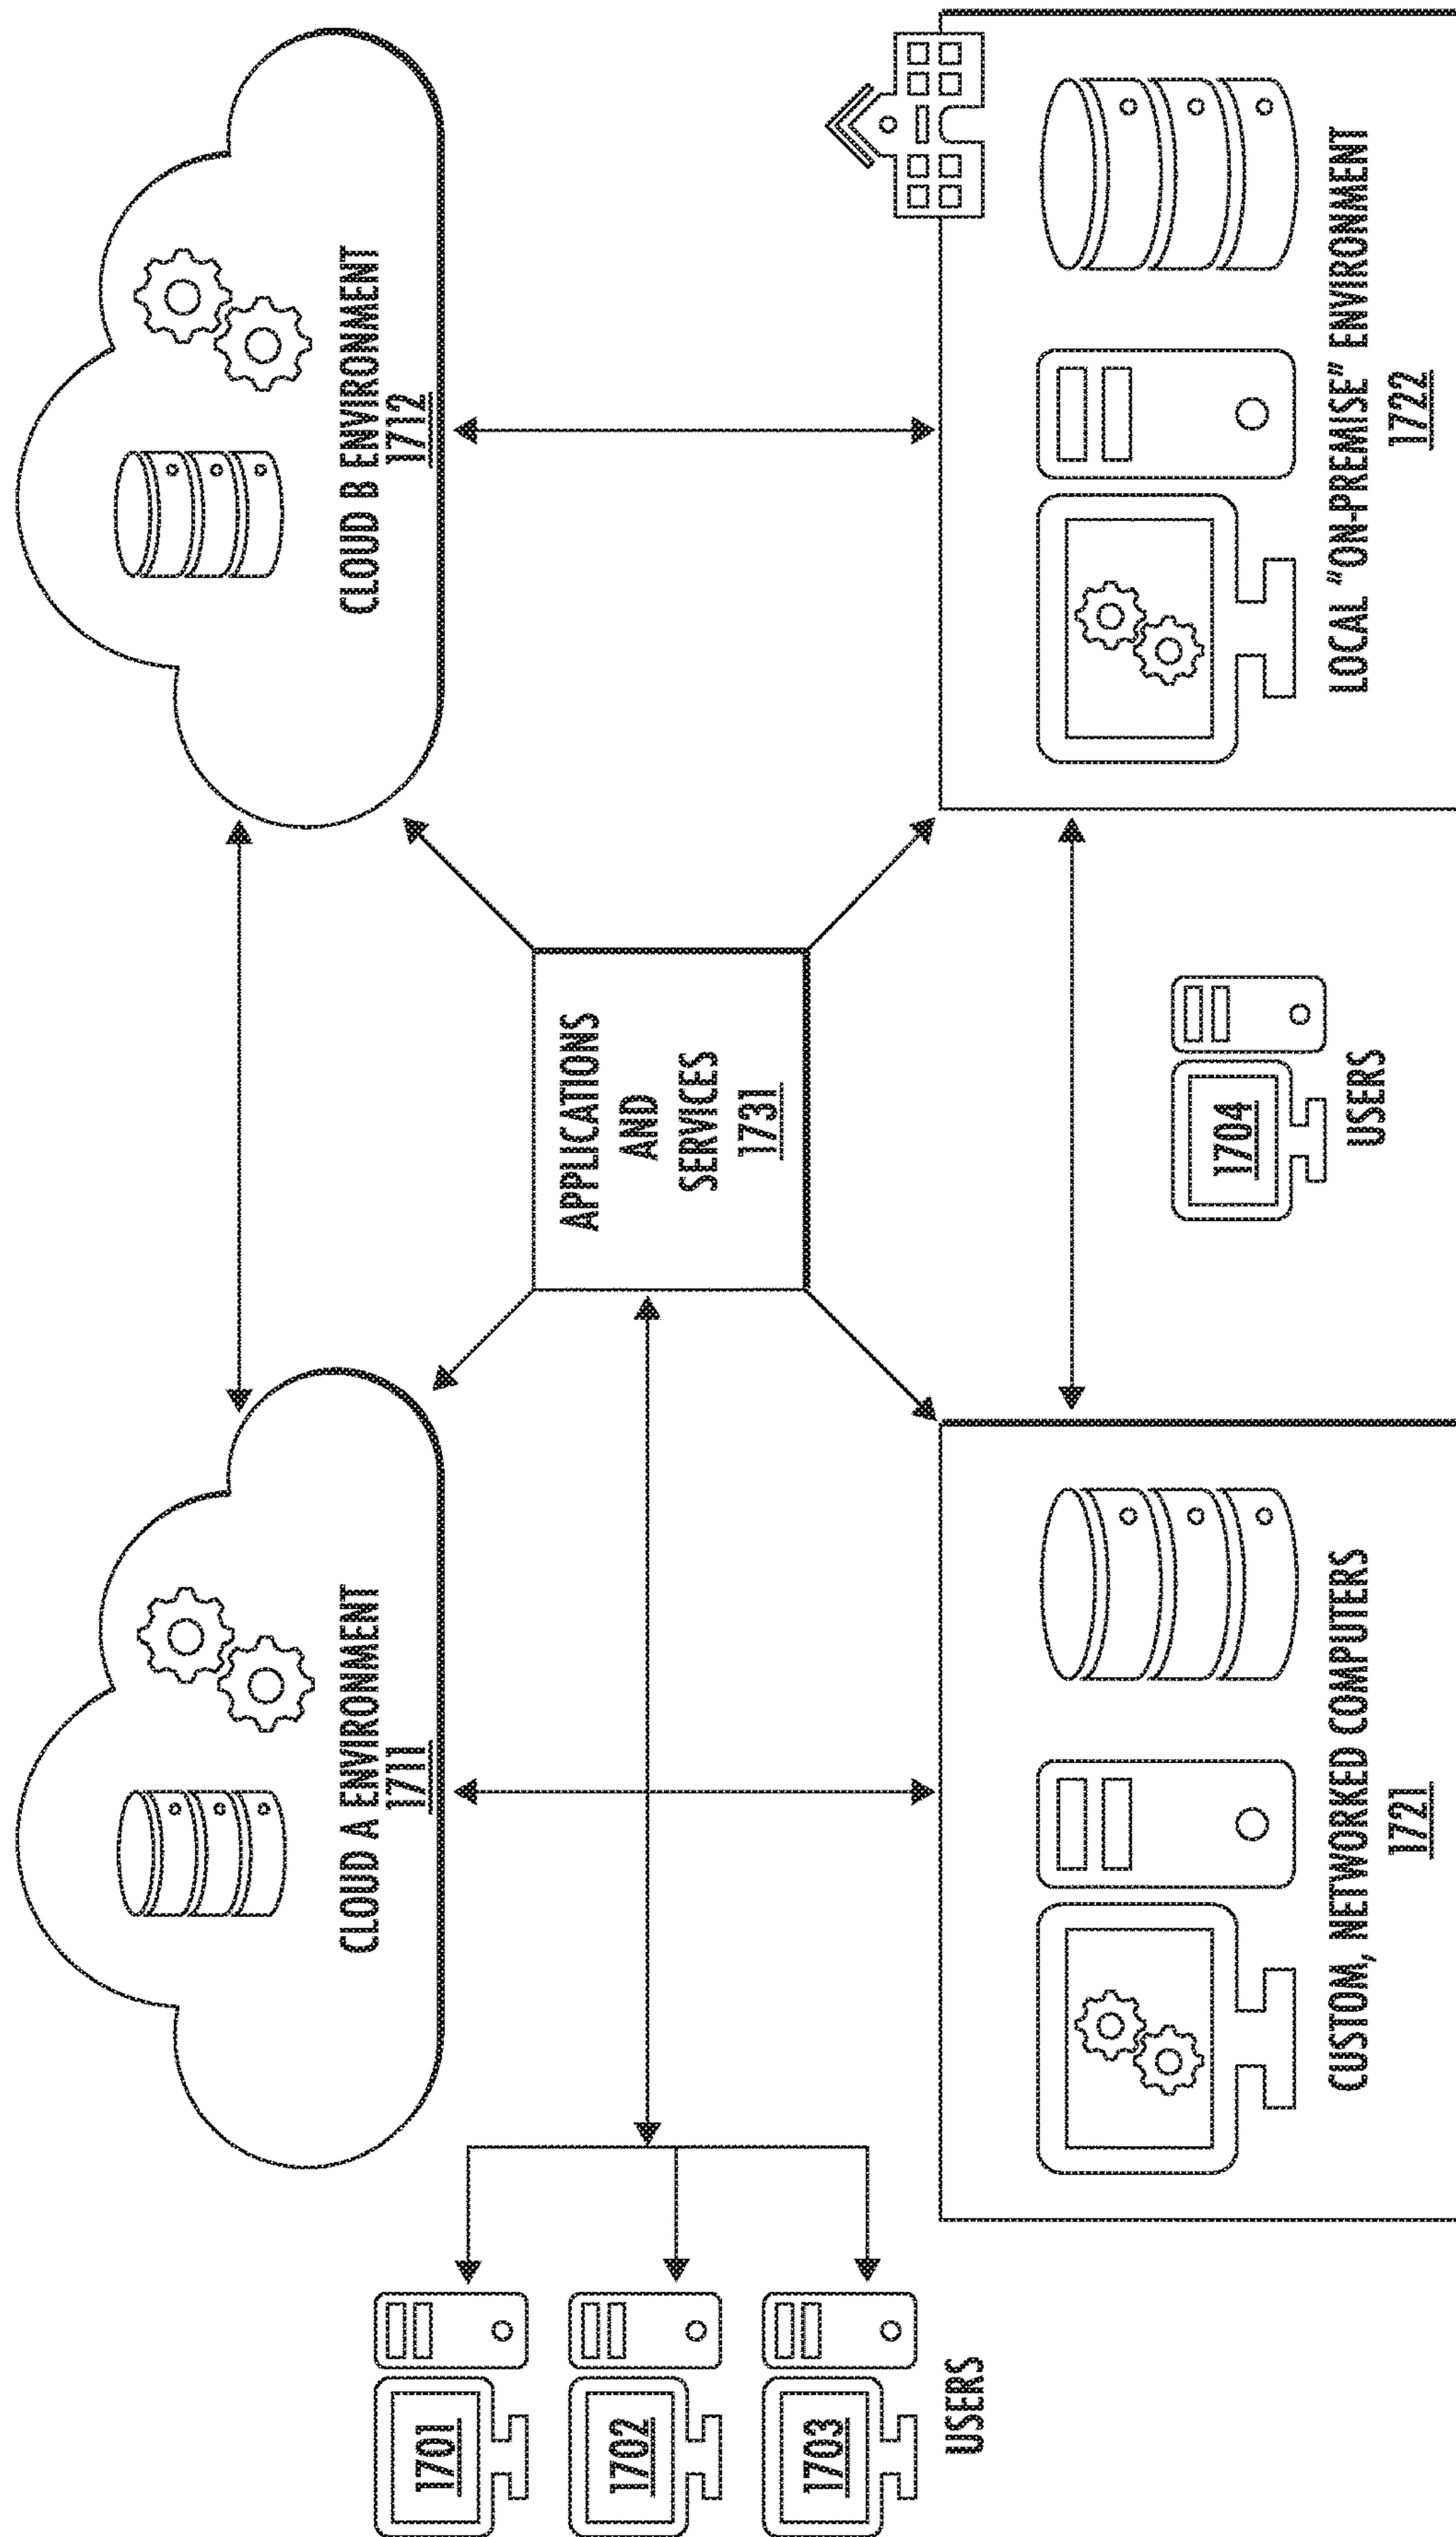 CLOUD A ENVIRONMENT
1711
CLOUD B ENVIRONMENT
1712
1701
1702
1703
USERS
APPLICATIONS
AND
SERVICES
1731
CUSTOM, NETWORKED COMPUTERS
1721
1704
USERS
LOCAL "ON-PREMISE" ENVIRONMENT
1722